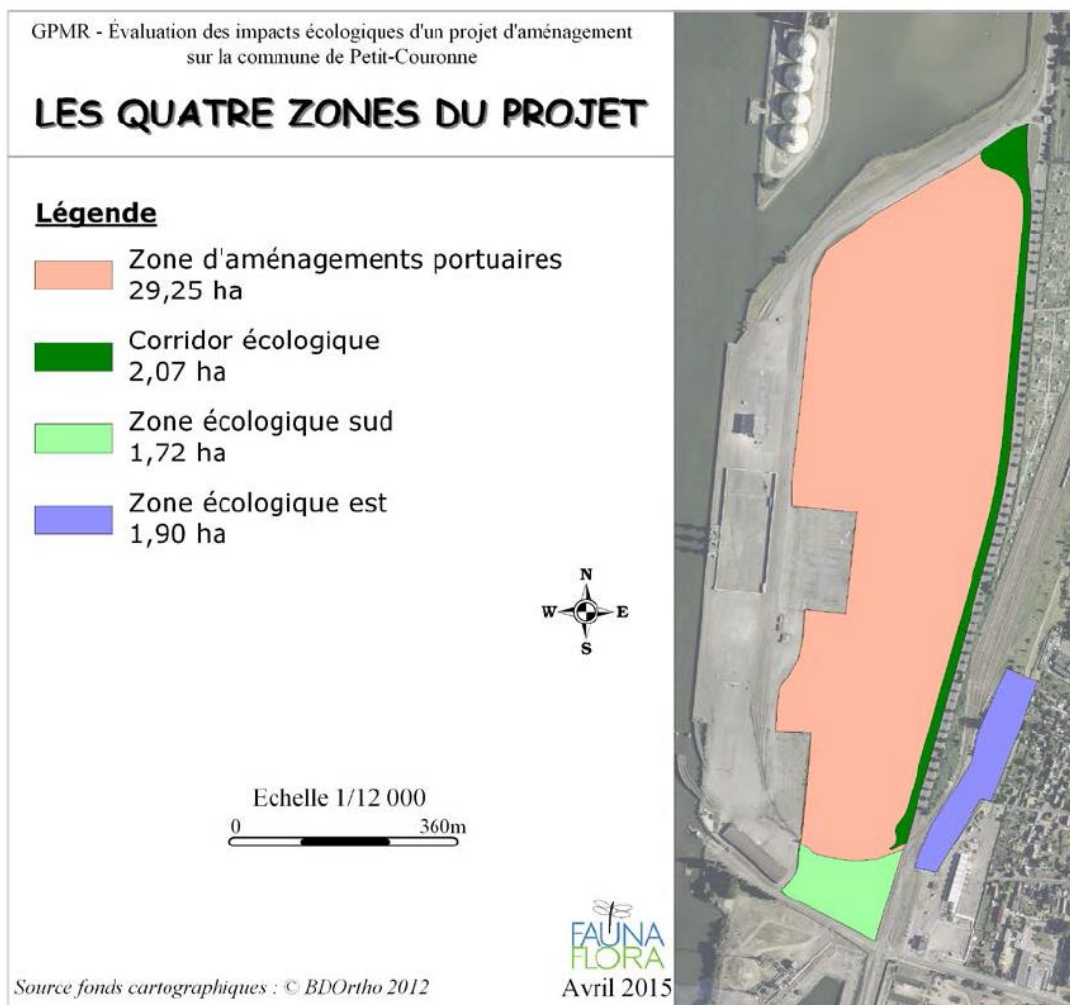 GPMR - Évaluation des impacts écologiques d'un projet d'aménagement
sur la commune de Petit-Couronne
LES QUATRE ZONES DU PROJET
Légende
Zone d'aménagements portuaires
29,25 ha
Corridor écologique
2,07 ha
Zone écologique sud
1,72 ha
Zone écologique est
1,90 ha
N
W E
S
Echelle 1/12 000
0 360m
FAUNA
FLORA
Source fonds cartographiques : © BDOrtho 2012 Avril 2015